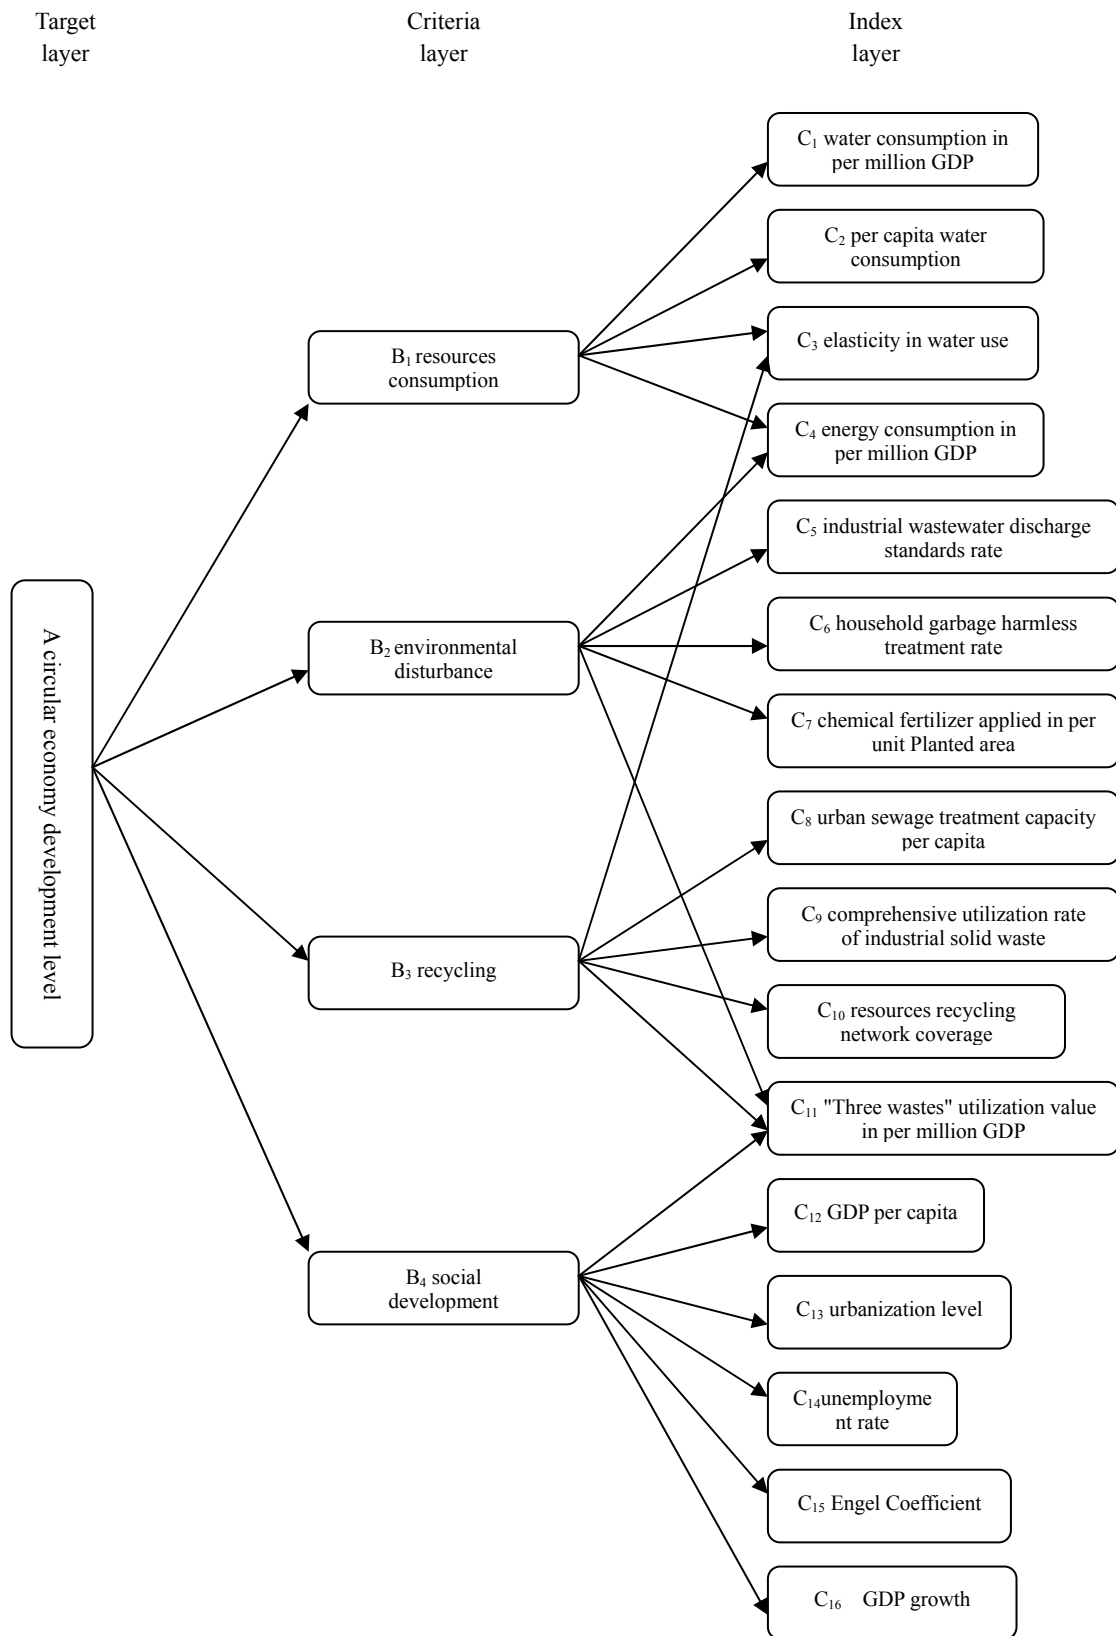 Target
layer
Criteria
layer
Index
layer
A circular economy development level
B₁ resources
consumption
B₂ environmental
disturbance
B₃ recycling
B₄ social
development
C₁ water consumption in
per million GDP
C₂ per capita water
consumption
C₃ elasticity in water use
C₄ energy consumption in
per million GDP
C₅ industrial wastewater discharge
standards rate
C₆ household garbage harmless
treatment rate
C₇ chemical fertilizer applied in per
unit Planted area
C₈ urban sewage treatment capacity
per capita
C₉ comprehensive utilization rate
of industrial solid waste
C₁₀ resources recycling
network coverage
C₁₁ "Three wastes" utilization value
in per million GDP
C₁₂ GDP per capita
C₁₃ urbanization level
C₁₄unemployme
nt rate
C₁₅ Engel Coefficient
C₁₆ GDP growth